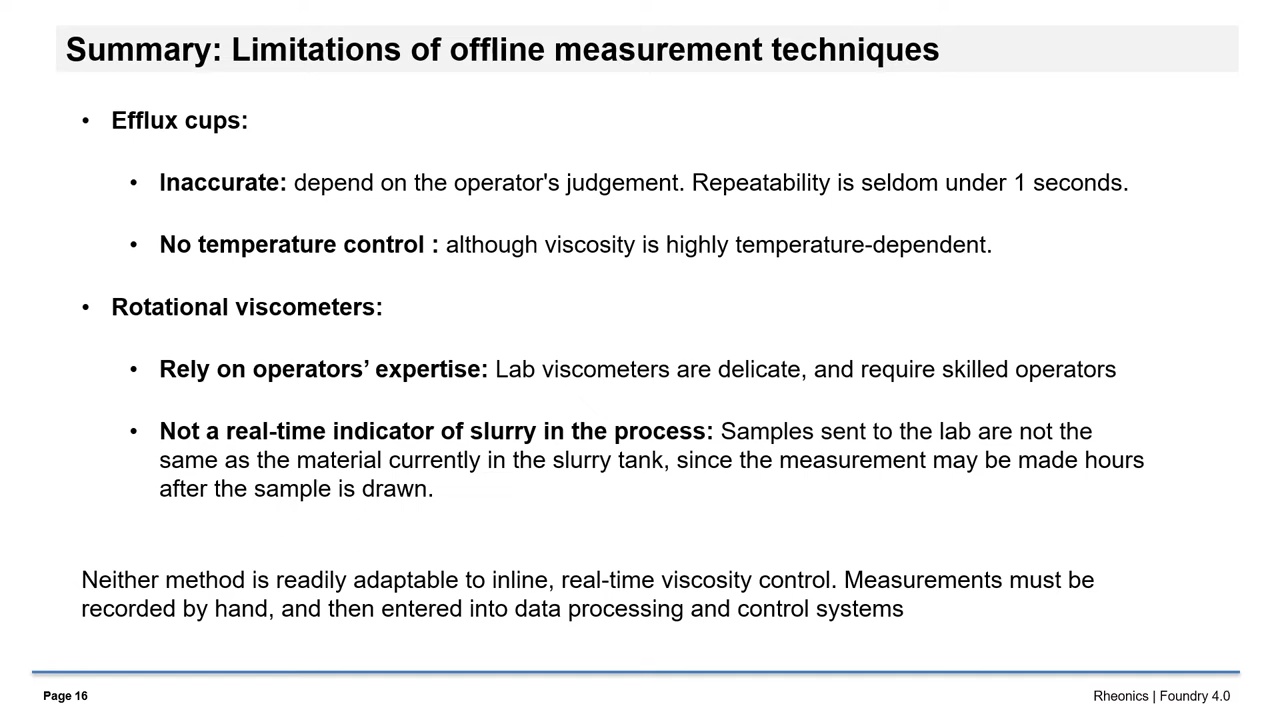 Summary: Limitations of offline measurement techniques
• Efflux cups:
• Inaccurate: depend on the operator's judgement. Repeatability is seldom under 1 seconds.
• No temperature control : although viscosity is highly temperature-dependent.
• Rotational viscometers:
• Rely on operators’ expertise: Lab viscometers are delicate, and require skilled operators
• Not a real-time indicator of slurry in the process: Samples sent to the lab are not the
same as the material currently in the slurry tank, since the measurement may be made hours
after the sample is drawn.
Neither method is readily adaptable to inline, real-time viscosity control. Measurements must be
recorded by hand, and then entered into data processing and control systems
Page 16
Rheonics | Foundry 4.0